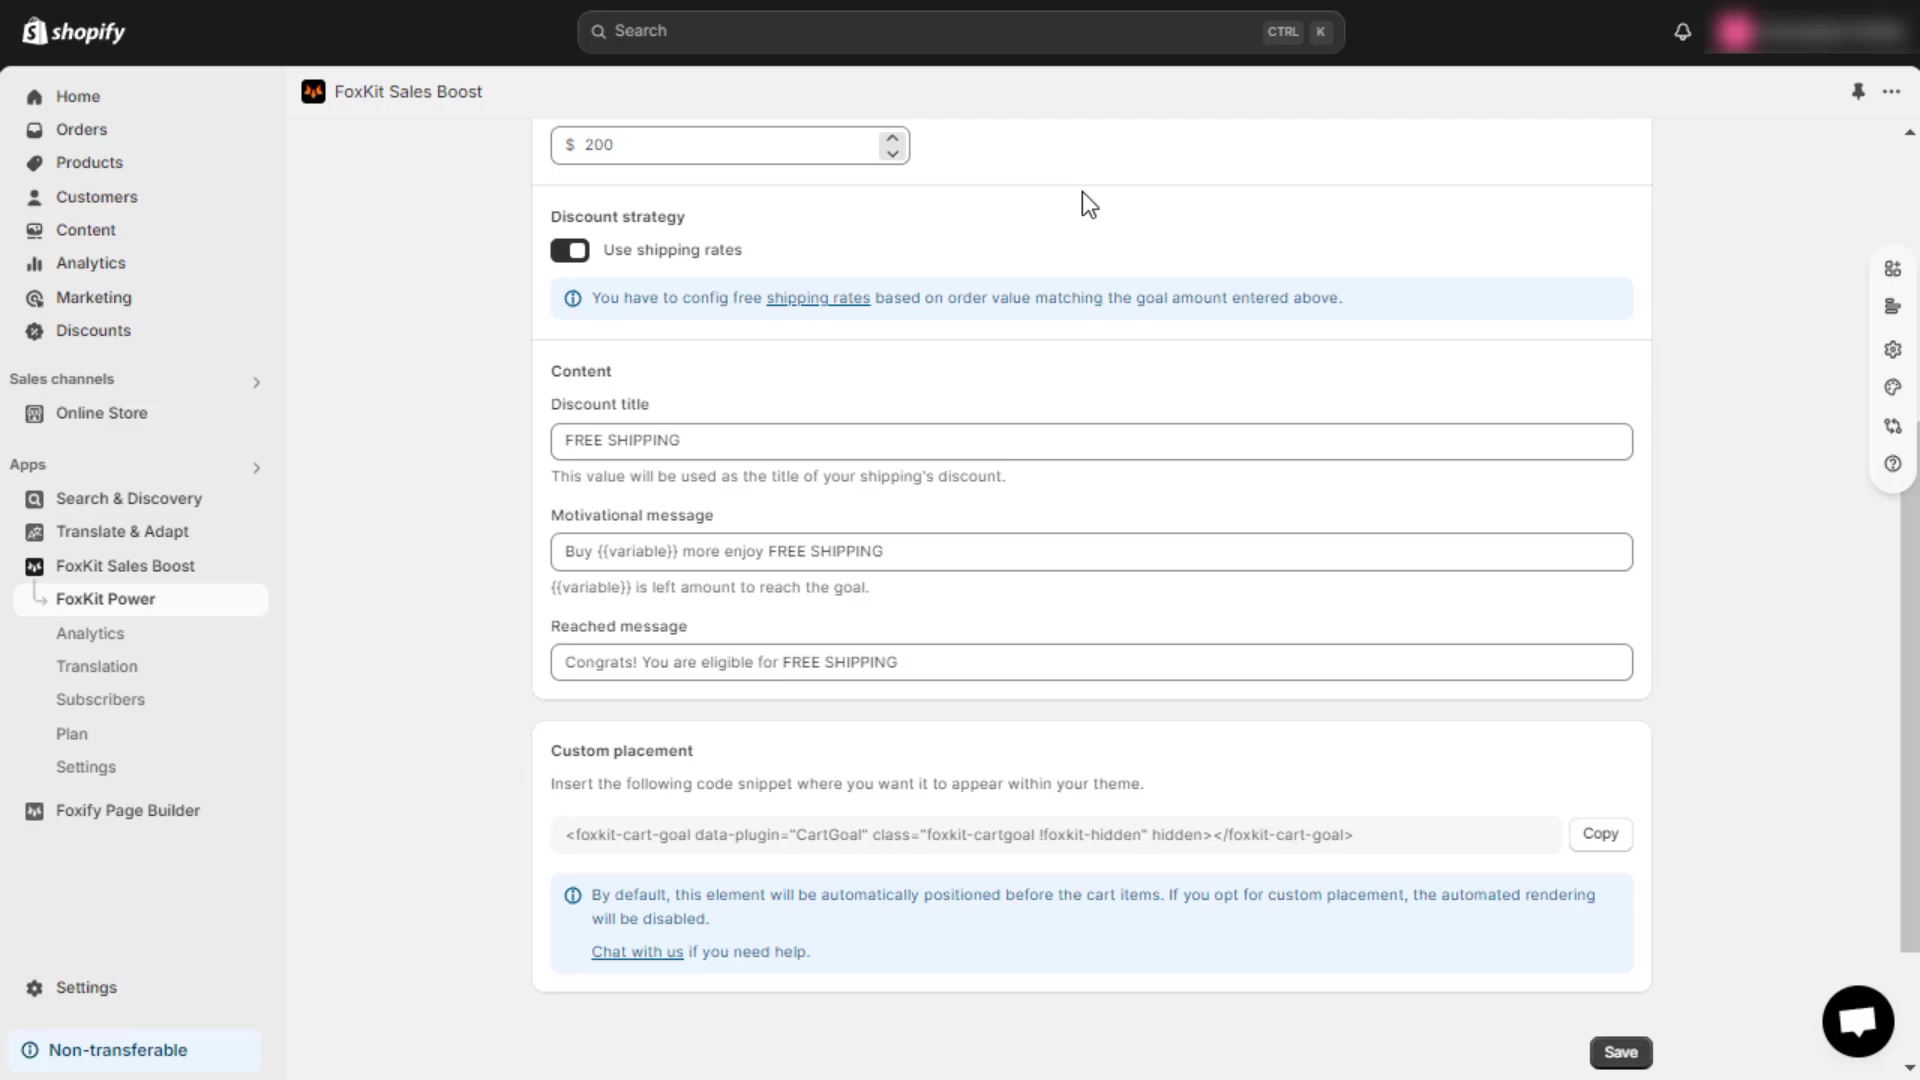 shopify
Search
CTRL K
Home
Orders
Products
Customers
Content
Analytics
Marketing
Discounts
Sales channels
Online Store
Apps
Search & Discovery
Translate & Adapt
FoxKit Sales Boost
FoxKit Power
Analytics
Translation
Subscribers
Plan
Settings
Foxify Page Builder
Settings
Non-transferable
FoxKit Sales Boost
$ 200
Discount strategy
Use shipping rates
You have to config free shipping rates based on order value matching the goal amount entered above.
Content
Discount title
FREE SHIPPING
This value will be used as the title of your shipping's discount.
Motivational message
Buy {{variable}} more enjoy FREE SHIPPING
{{variable}} is left amount to reach the goal.
Reached message
Congrats! You are eligible for FREE SHIPPING
Custom placement
Insert the following code snippet where you want it to appear within your theme.
<foxkit-cart-goal data-plugin="CartGoal" class="foxkit-cartgoal !foxkit-hidden" hidden></foxkit-cart-goal>
Copy
By default, this element will be automatically positioned before the cart items. If you opt for custom placement, the automated rendering
will be disabled.
Chat with us if you need help.
Save